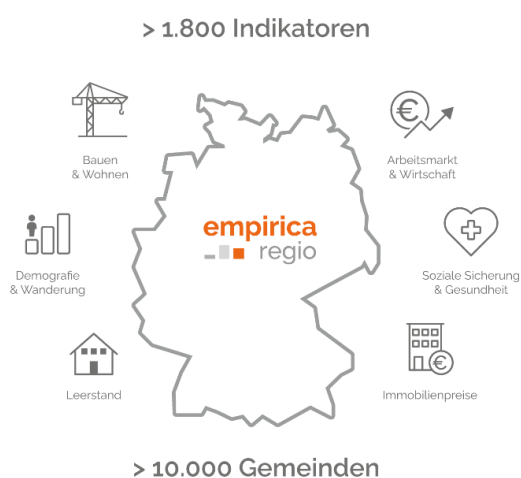 > 1.800 Indikatoren
Bauen
& Wohnen
Arbeitsmarkt
& Wirtschaft
empirica
regio
Demografie
& Wanderung
Soziale Sicherung
& Gesundheit
Leerstand
Immobilienpreise
> 10.000 Gemeinden